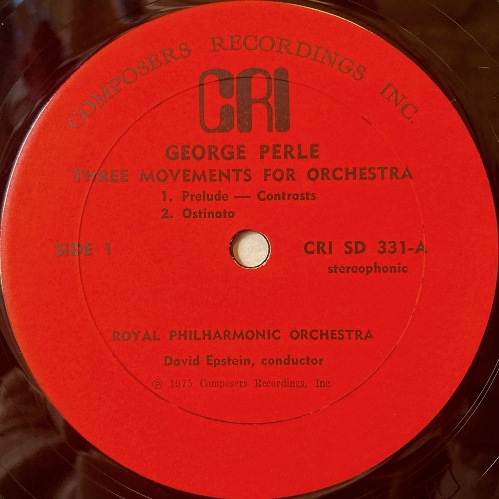 COMPOSERS RECORDINGS INC.
CRI
GEORGE PERLE
THREE MOVEMENTS FOR ORCHESTRA
1. Prelude — Contrasts
2. Ostinato
SIDE 1
CRI SD 331-A
stereophonic
ROYAL PHILHARMONIC ORCHESTRA
David Epstein, conductor
℗ 1975 Composers Recordings, Inc.